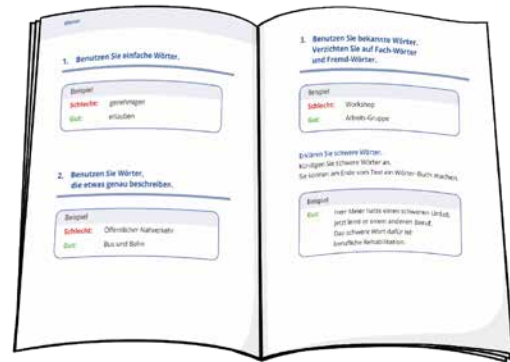 Wörter
1. Benutzen Sie einfache Wörter.
Beispiel
Schlecht: genehmigen
Gut: erlauben
2. Benutzen Sie Wörter,
die etwas genau beschreiben.
Beispiel
Schlecht: Öffentlicher Nahverkehr
Gut: Bus und Bahn
3. Benutzen Sie bekannte Wörter.
Verzichten Sie auf Fach-Wörter
und Fremd-Wörter.
Beispiel
Schlecht: Workshop
Gut: Arbeits-Gruppe
Erklären Sie schwere Wörter.
Kündigen Sie schwere Wörter an.
Sie können am Ende vom Text ein Wörter-Buch machen.
Beispiel
Gut: Herr Meier hatte einen schweren Unfall,
jetzt lernt er einen anderen Beruf.
Das schwere Wort dafür ist
berufliche Rehabilitation.